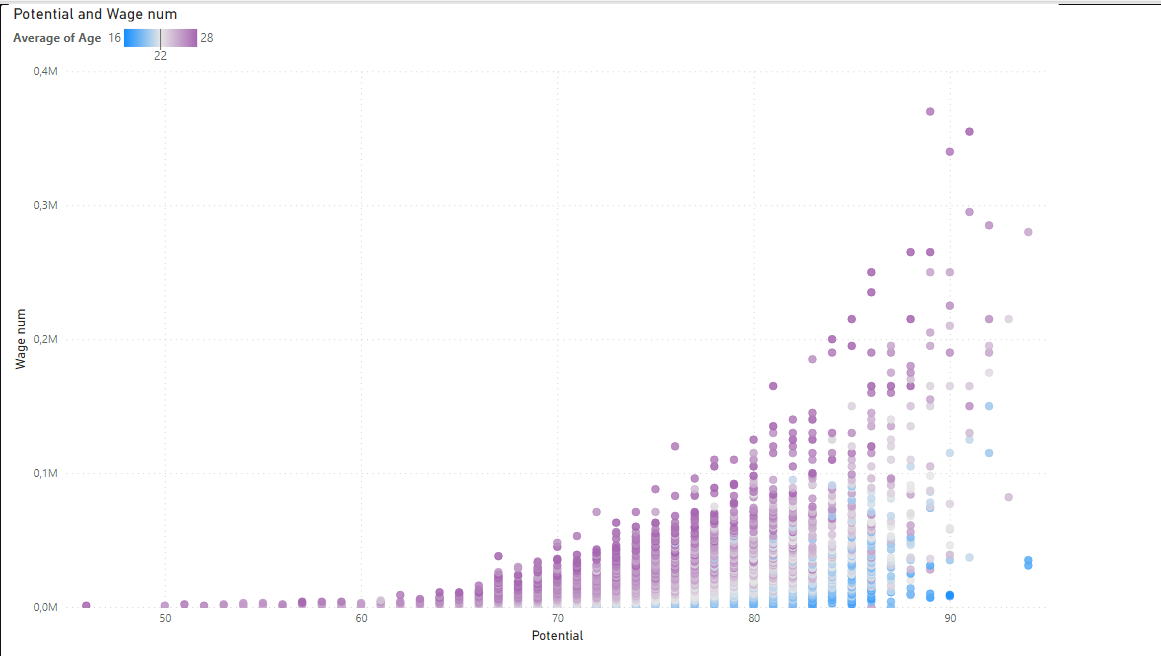 Potential and Wage num
Average of Age 16 28
22
0,4M
0,3M
0,2M
0,1M
0,0M
Wage num
50 60 70 80 90
Potential